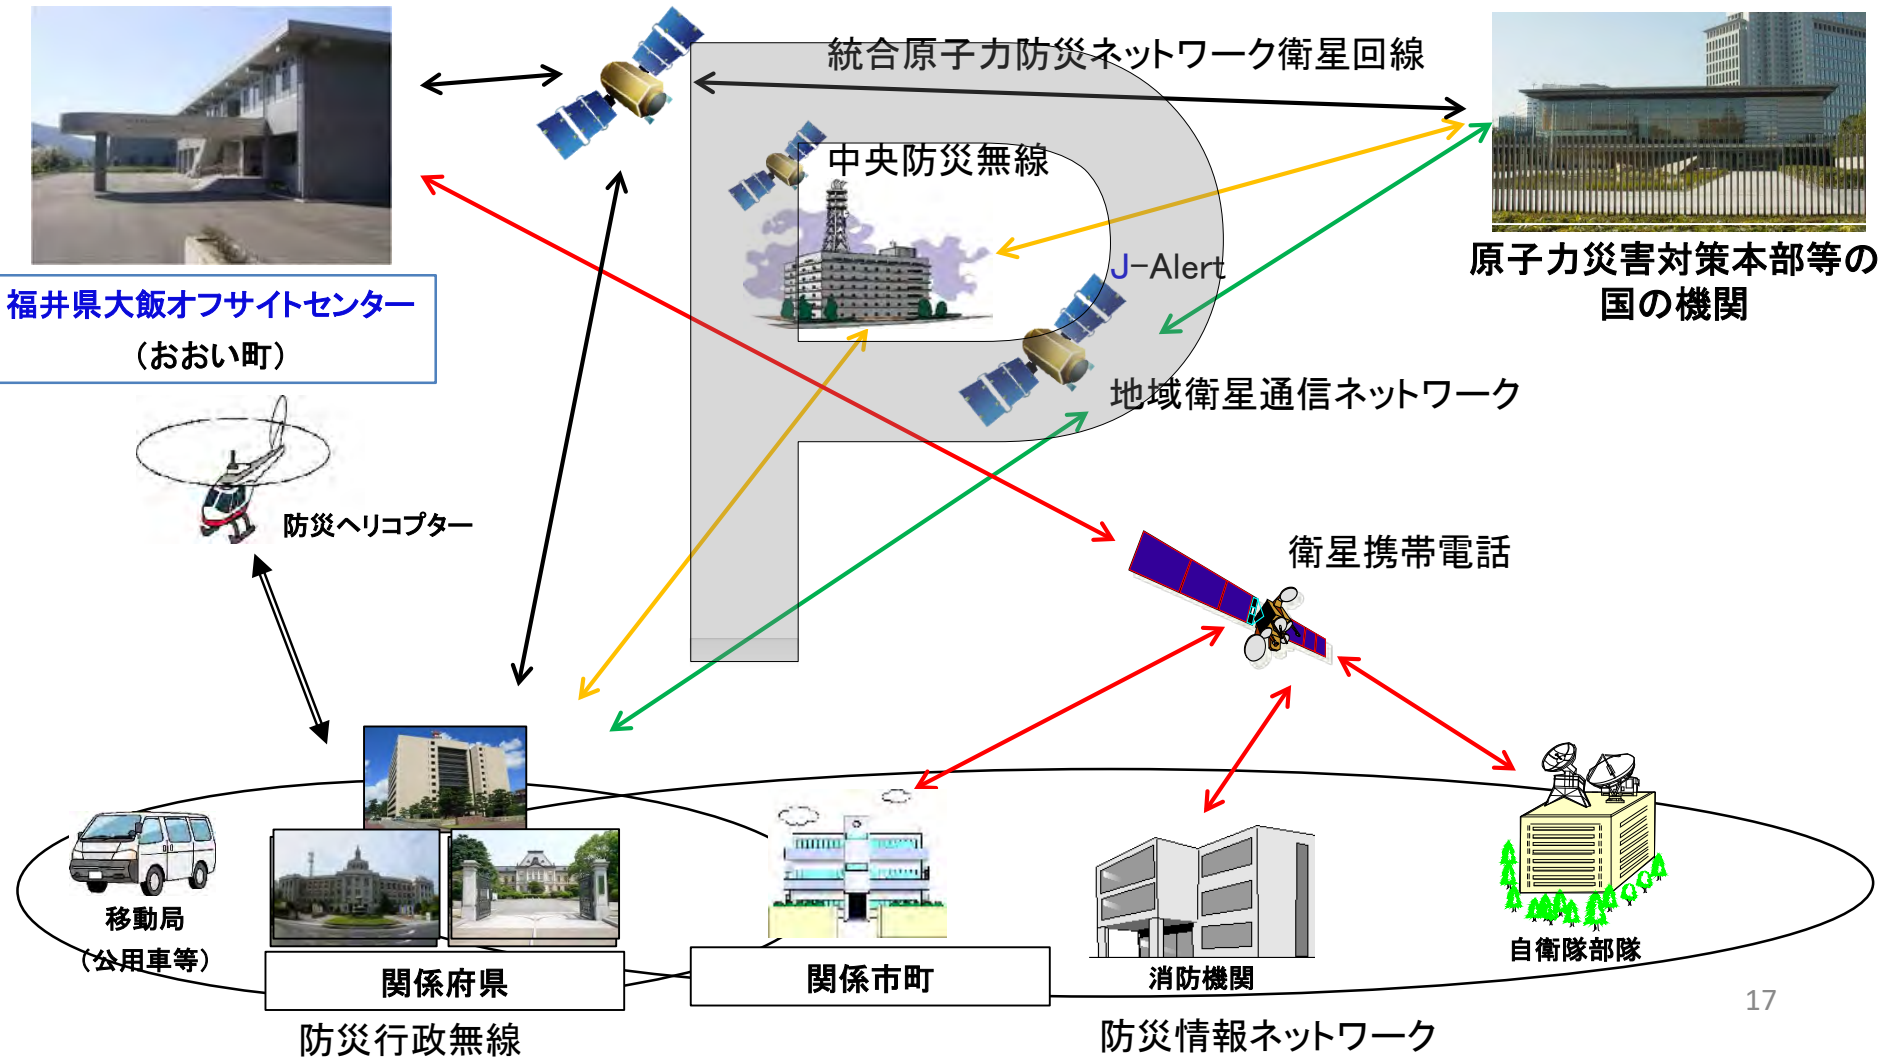 統合原子力防災ネットワーク衛星回線
中央防災無線
J-Alert
原子力災害対策本部等の
国の機関
福井県大飯オフサイトセンター
(おおい町)
地域衛星通信ネットワーク
防災ヘリコプター
衛星携帯電話
P
移動局
(公用車等)
関係府県
関係市町
消防機関
自衛隊部隊
防災行政無線
防災情報ネットワーク
17